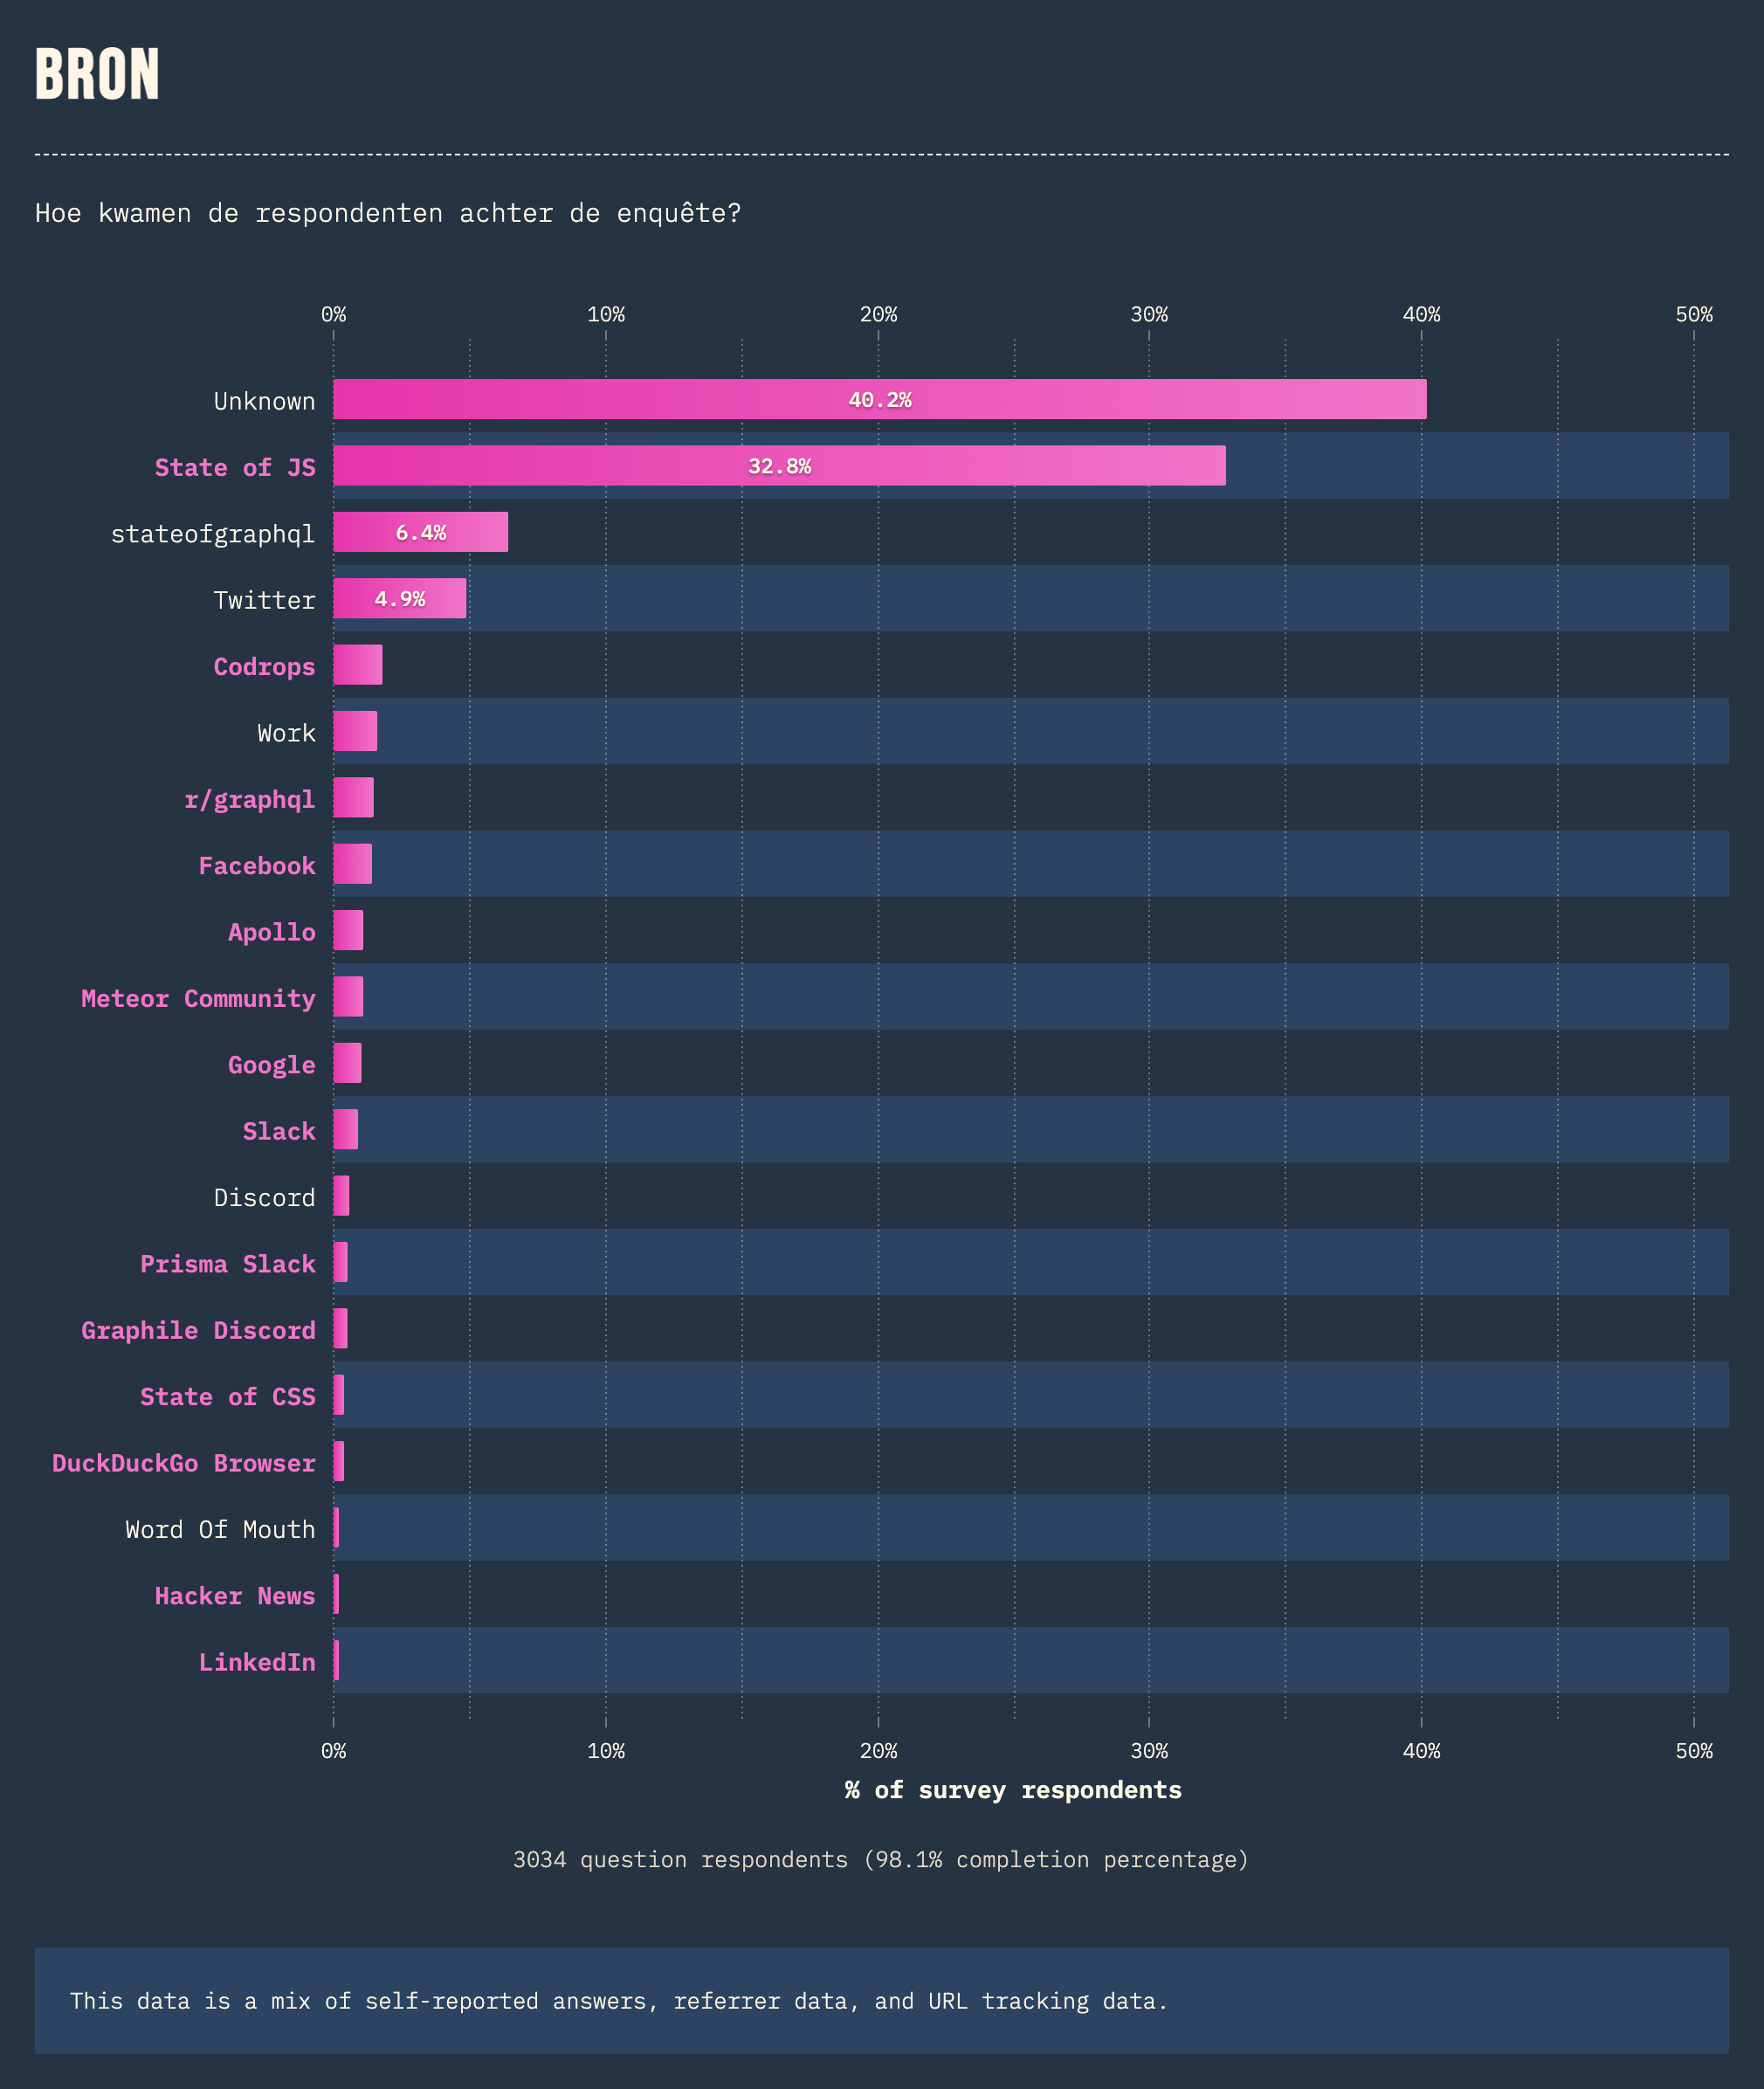 BRON
Hoe kwamen de respondenten achter de enquête?
0% 10% 20% 30% 40% 50%
Unknown 40.2%
State of JS 32.8%
stateofgraphql 6.4%
Twitter 4.9%
Codrops
Work
r/graphql
Facebook
Apollo
Meteor Community
Google
Slack
Discord
Prisma Slack
Graphile Discord
State of CSS
DuckDuckGo Browser
Word Of Mouth
Hacker News
LinkedIn
0% 10% 20% 30% 40% 50%
% of survey respondents
3034 question respondents (98.1% completion percentage)
This data is a mix of self-reported answers, referrer data, and URL tracking data.